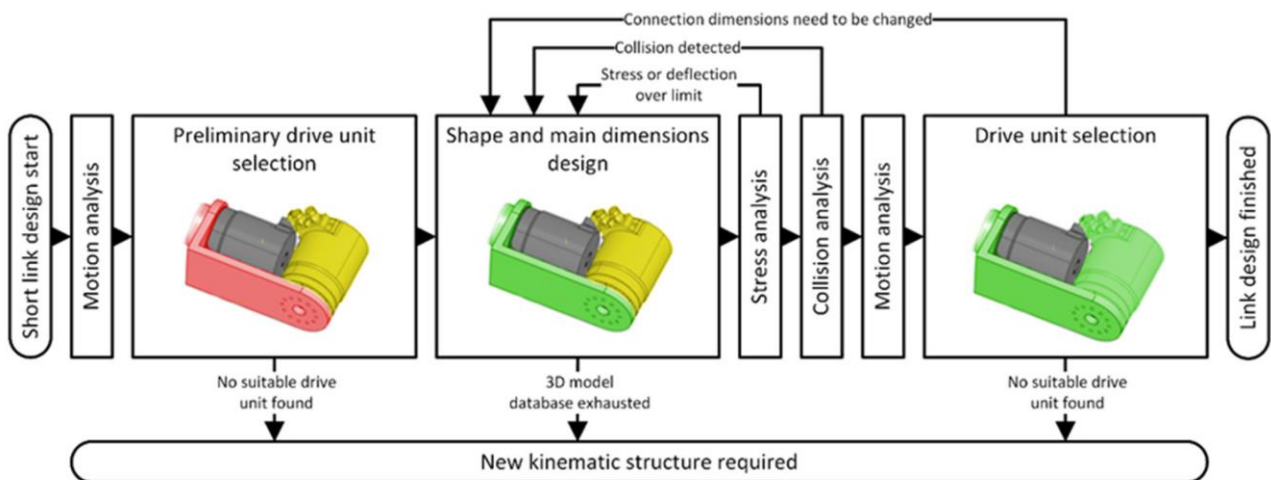 Connection dimensions need to be changed
Collision detected
Stress or deflection
over limit
Short link design start
Motion analysis
Preliminary drive unit
selection
Shape and main dimensions
design
Stress analysis
Collision analysis
Motion analysis
Drive unit selection
Link design finished
No suitable drive
unit found
3D model
database exhausted
No suitable drive
unit found
New kinematic structure required